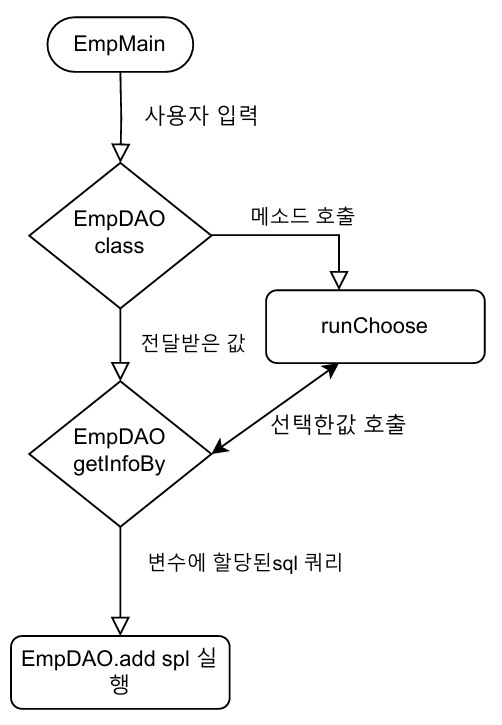 EmpMain
사용자 입력
EmpDAO
class
메소드 호출
runChoose
전달받은 값
EmpDAO
getInfoBy
선택한값 호출
변수에 할당된sql 쿼리
EmpDAO.add spl 실
행